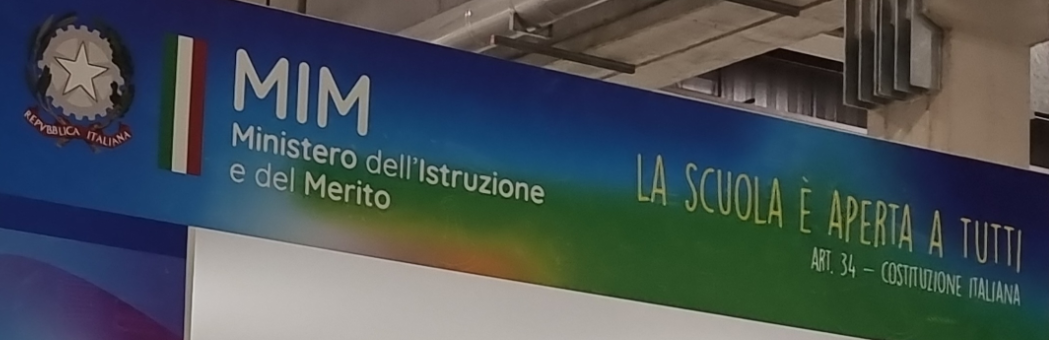 REPVBBLICA ITALIANA
MIM
Ministero dell'Istruzione
e del Merito
LA SCUOLA È APERTA A TUTTI
ART. 34 – COSTITUZIONE ITALIANA